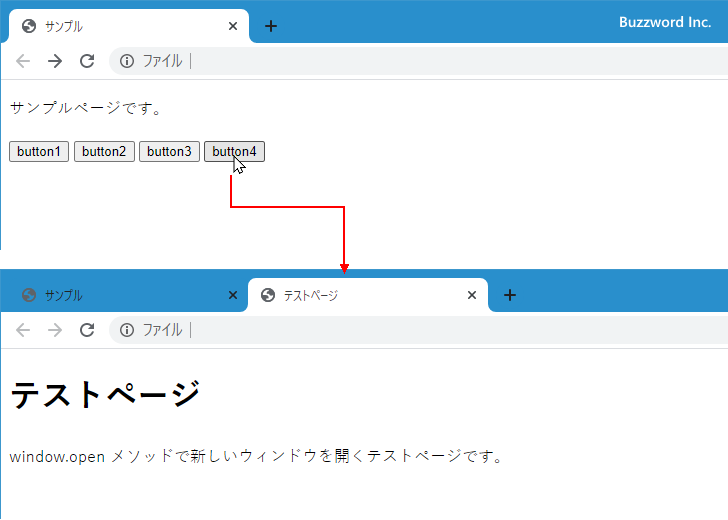 サンプル
Buzzword Inc.
ファイル
サンプルページです。
button1 button2 button3 button4
サンプル テストページ
ファイル
テストページ
window.open メソッドで新しいウィンドウを開くテストページです。